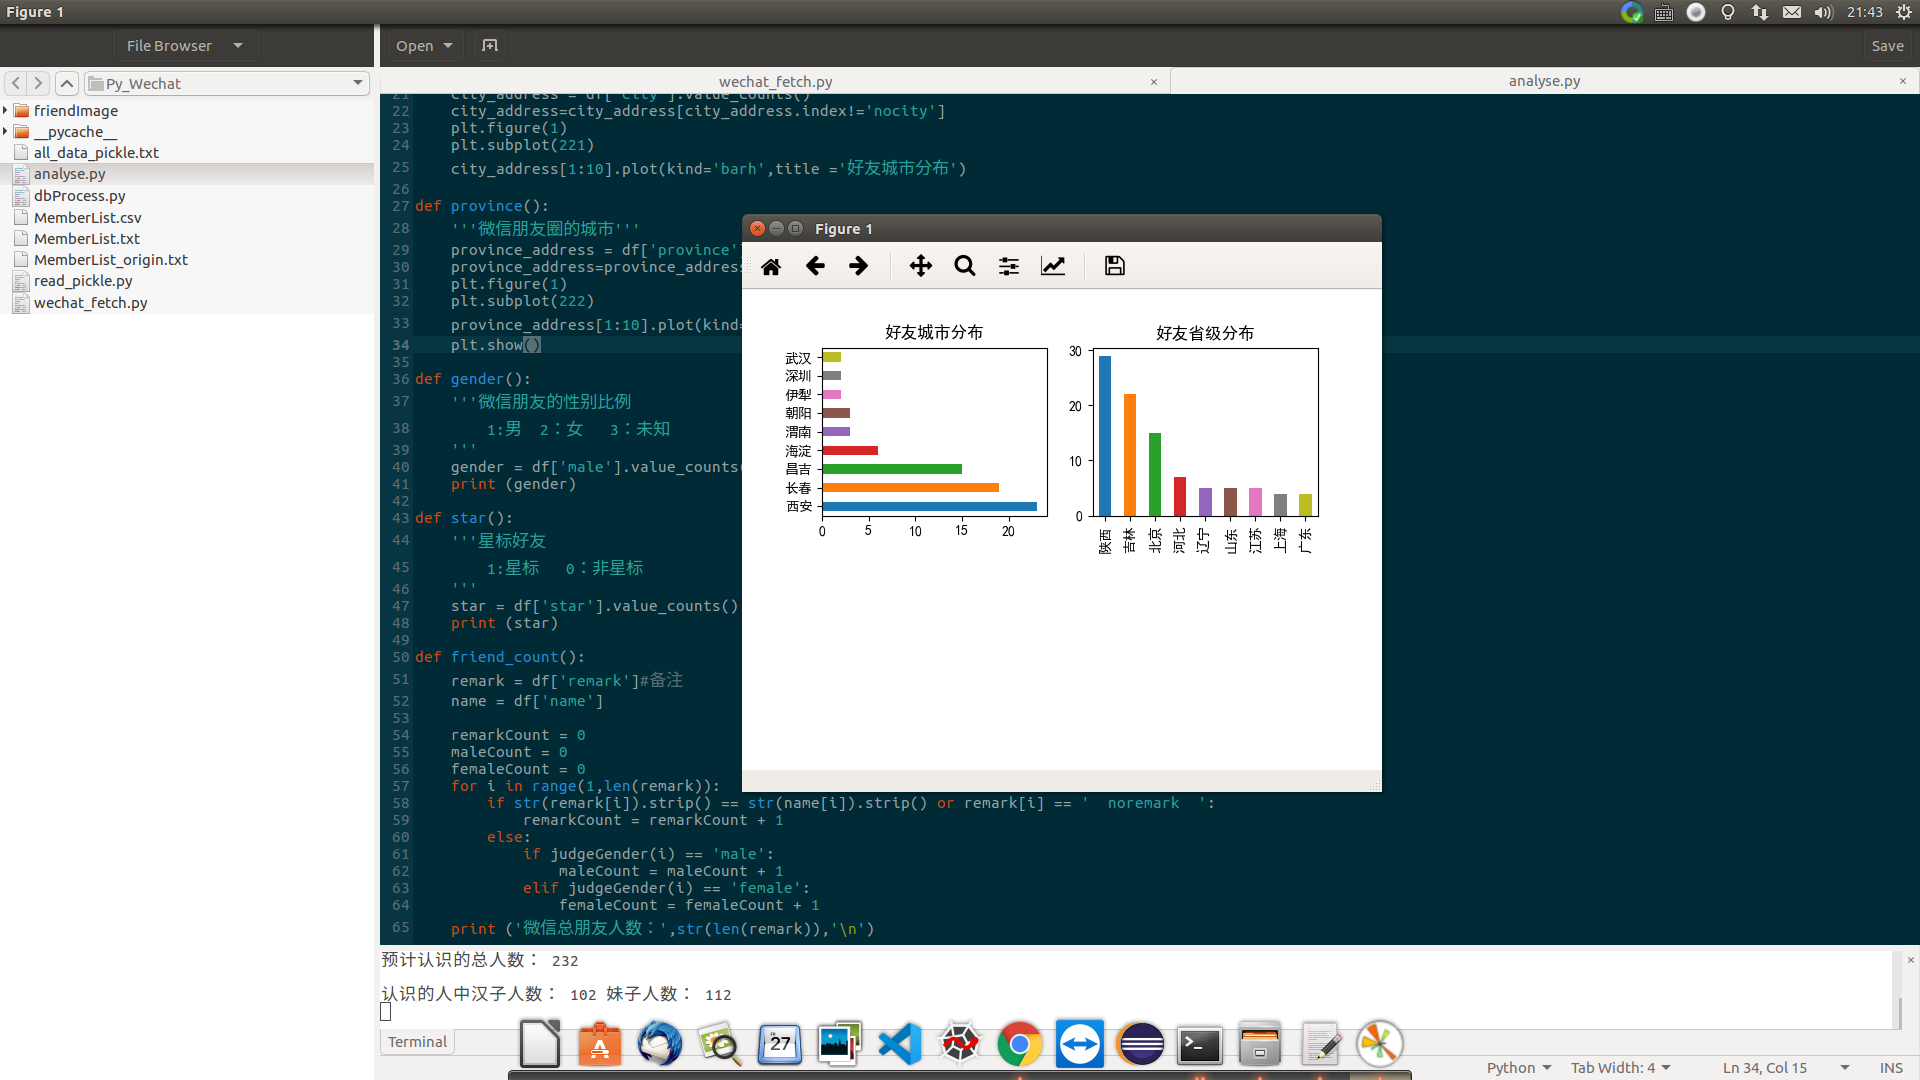 Figure 1
21:43
File Browser
Open
Save
Py_Wechat
wechat_fetch.py ×
analyse.py ×
friendImage
__pycache__
all_data_pickle.txt
analyse.py
dbProcess.py
MemberList.csv
MemberList.txt
MemberList_origin.txt
read_pickle.py
wechat_fetch.py
21 city_address = df['city'].value_counts()
22 city_address=city_address[city_address.index!='nocity']
23 plt.figure(1)
24 plt.subplot(221)
25 city_address[1:10].plot(kind='barh',title ='好友城市分布')
26
27 def province():
28 '''微信朋友圈的城市'''
29 province_address = df['province'
30 province_address=province_address
31 plt.figure(1)
32 plt.subplot(222)
33 province_address[1:10].plot(kind=
34 plt.show()
35
36 def gender():
37 '''微信朋友的性别比例
38 1:男 2：女 3：未知
39 '''
40 gender = df['male'].value_counts(
41 print (gender)
42
43 def star():
44 '''星标好友
45 1:星标 0：非星标
46 '''
47 star = df['star'].value_counts()
48 print (star)
49
50 def friend_count():
51 remark = df['remark']#备注
52 name = df['name']
53
54 remarkCount = 0
55 maleCount = 0
56 femaleCount = 0
57 for i in range(1,len(remark)):
58 if str(remark[i]).strip() == str(name[i]).strip() or remark[i] == '  noremark  ':
59 remarkCount = remarkCount + 1
60 else:
61 if judgeGender(i) == 'male':
62 maleCount = maleCount + 1
63 elif judgeGender(i) == 'female':
64 femaleCount = femaleCount + 1
65 print ('微信总朋友人数：',str(len(remark)),'\n')
Figure 1
好友城市分布
武汉
深圳
伊犁
朝阳
渭南
海淀
昌吉
长春
西安
0 5 10 15 20
好友省级分布
30
20
10
0
陕西 吉林 北京 河北 辽宁 山东 江苏 上海 广东
预计认识的总人数： 232
认识的人中汉子人数： 102 妹子人数： 112
Terminal
27
Python Tab Width: 4 Ln 34, Col 15 INS